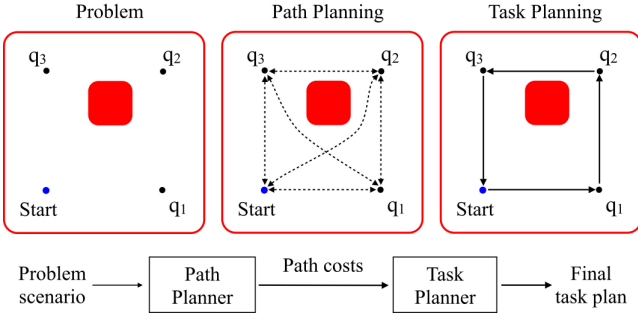 Problem
Path Planning
Task Planning
q3
q2
Start
q1
q3
q2
Start
q1
q3
q2
Start
q1
Problem
scenario
Path
Planner
Path costs
Task
Planner
Final
task plan